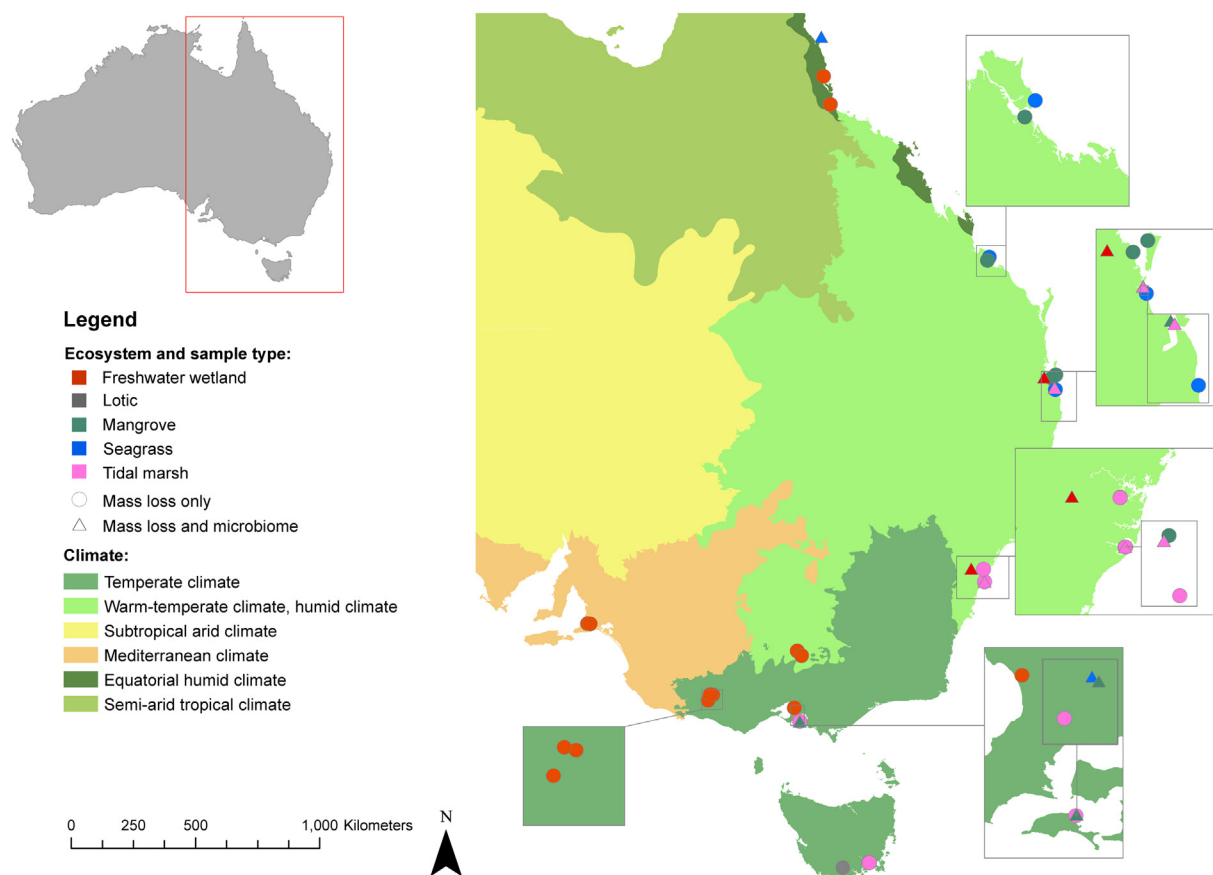 Legend
Ecosystem and sample type:
Freshwater wetland
Lotic
Mangrove
Seagrass
Tidal marsh
Mass loss only
Mass loss and microbiome
Climate:
Temperate climate
Warm-temperate climate, humid climate
Subtropical arid climate
Mediterranean climate
Equatorial humid climate
Semi-arid tropical climate
0 250 500 1,000 Kilometers
N